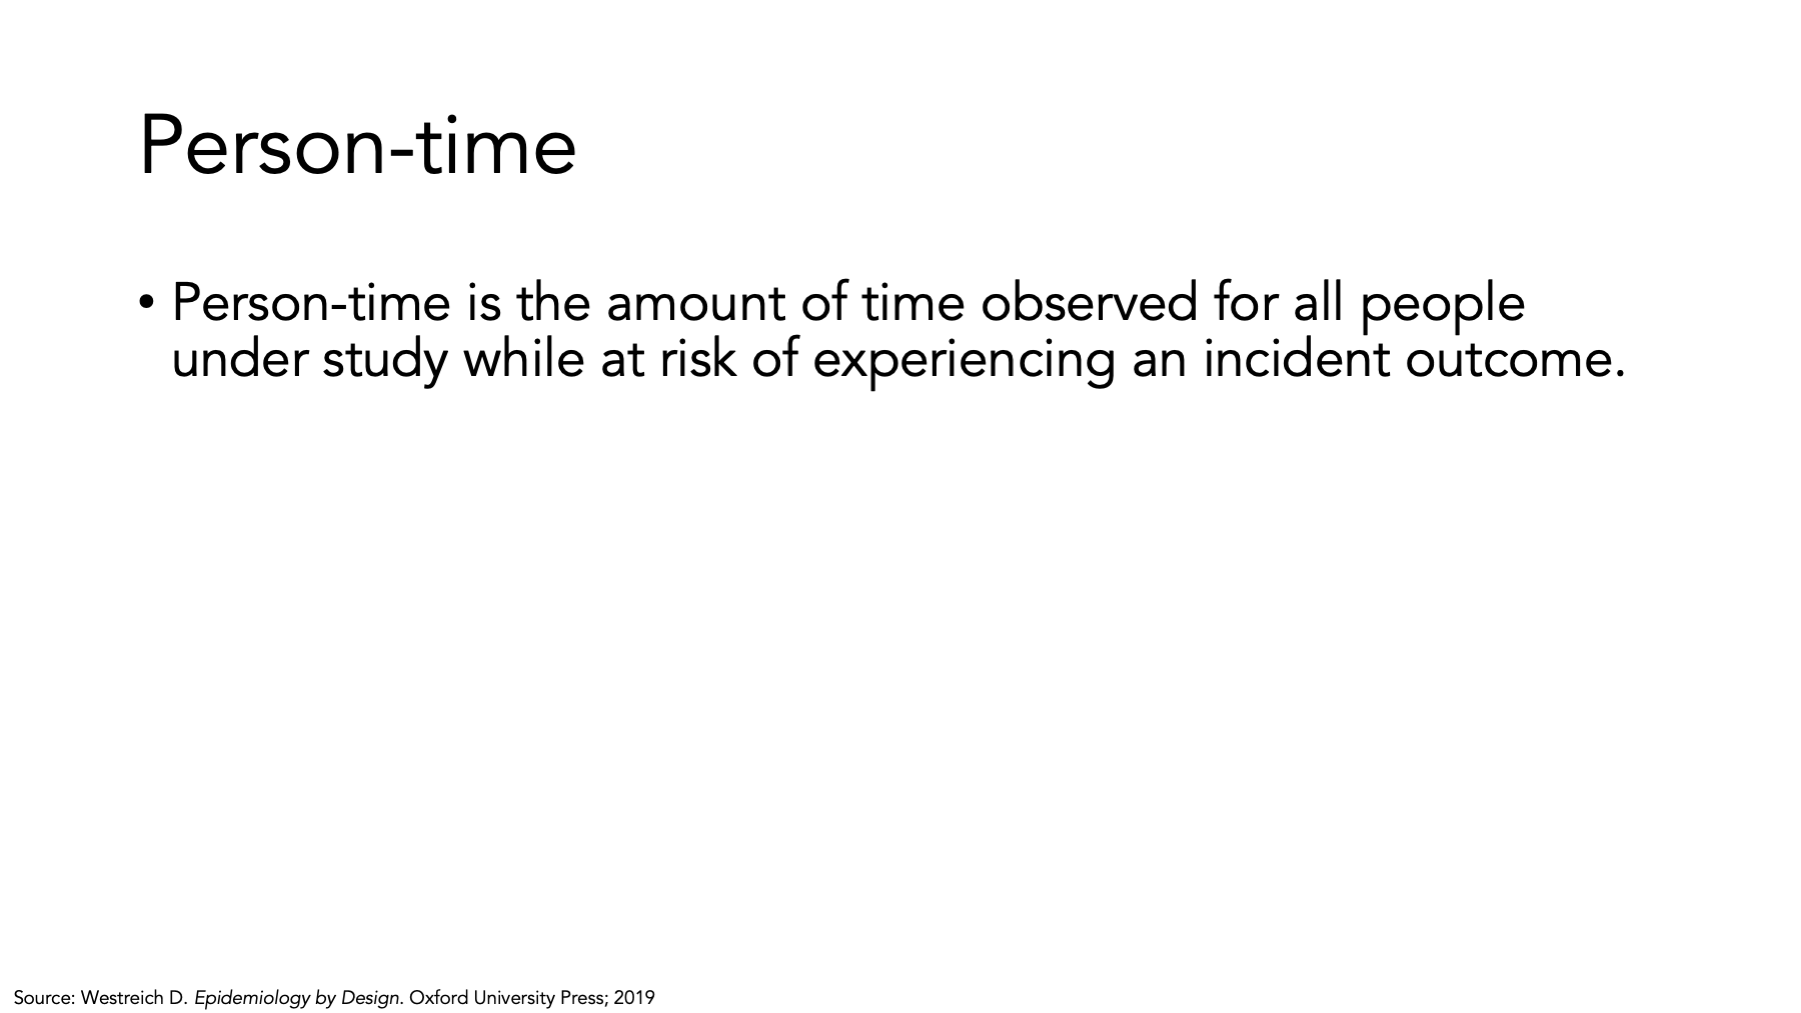 Person-time
• Person-time is the amount of time observed for all people
under study while at risk of experiencing an incident outcome.
Source: Westreich D. Epidemiology by Design. Oxford University Press; 2019